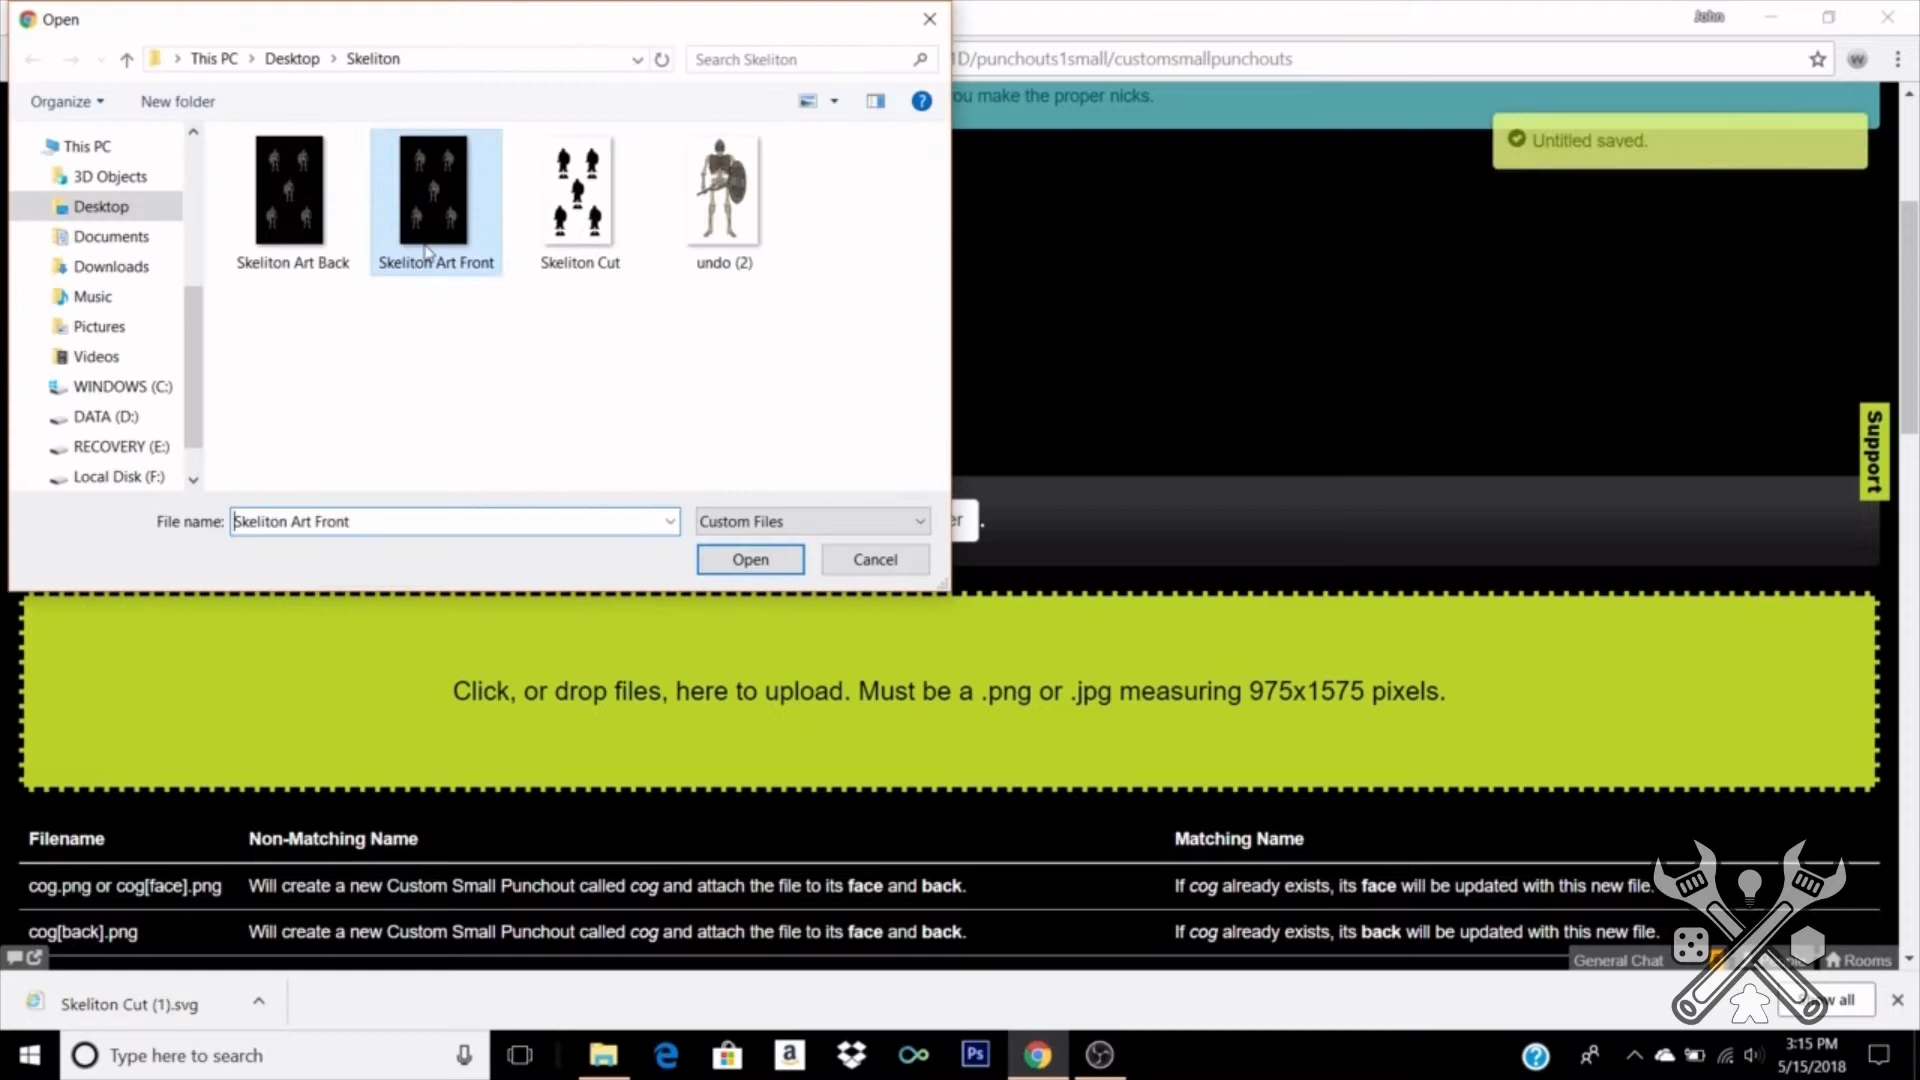 Open
John
This PC > Desktop > Skeliton
Search Skeliton
1D/punchouts1small/customsmallpunchouts
Organize
New folder
ou make the proper nicks.
Untitled saved.
This PC
3D Objects
Desktop
Documents
Downloads
Music
Pictures
Videos
WINDOWS (C:)
DATA (D:)
RECOVERY (E:)
Local Disk (F:)
Skeliton Art Back
Skeliton Art Front
Skeliton Cut
undo (2)
Support
File name: Skeliton Art Front
Custom Files
er .
Open
Cancel
Click, or drop files, here to upload. Must be a .png or .jpg measuring 975x1575 pixels.
Filename Non-Matching Name Matching Name
cog.png or cog[face].png Will create a new Custom Small Punchout called cog and attach the file to its face and back. If cog already exists, its face will be updated with this new file.
cog[back].png Will create a new Custom Small Punchout called cog and attach the file to its face and back. If cog already exists, its back will be updated with this new file.
General Chat
Rooms
Skeliton Cut (1).svg
all
Type here to search
Ps
3:15 PM
5/15/2018